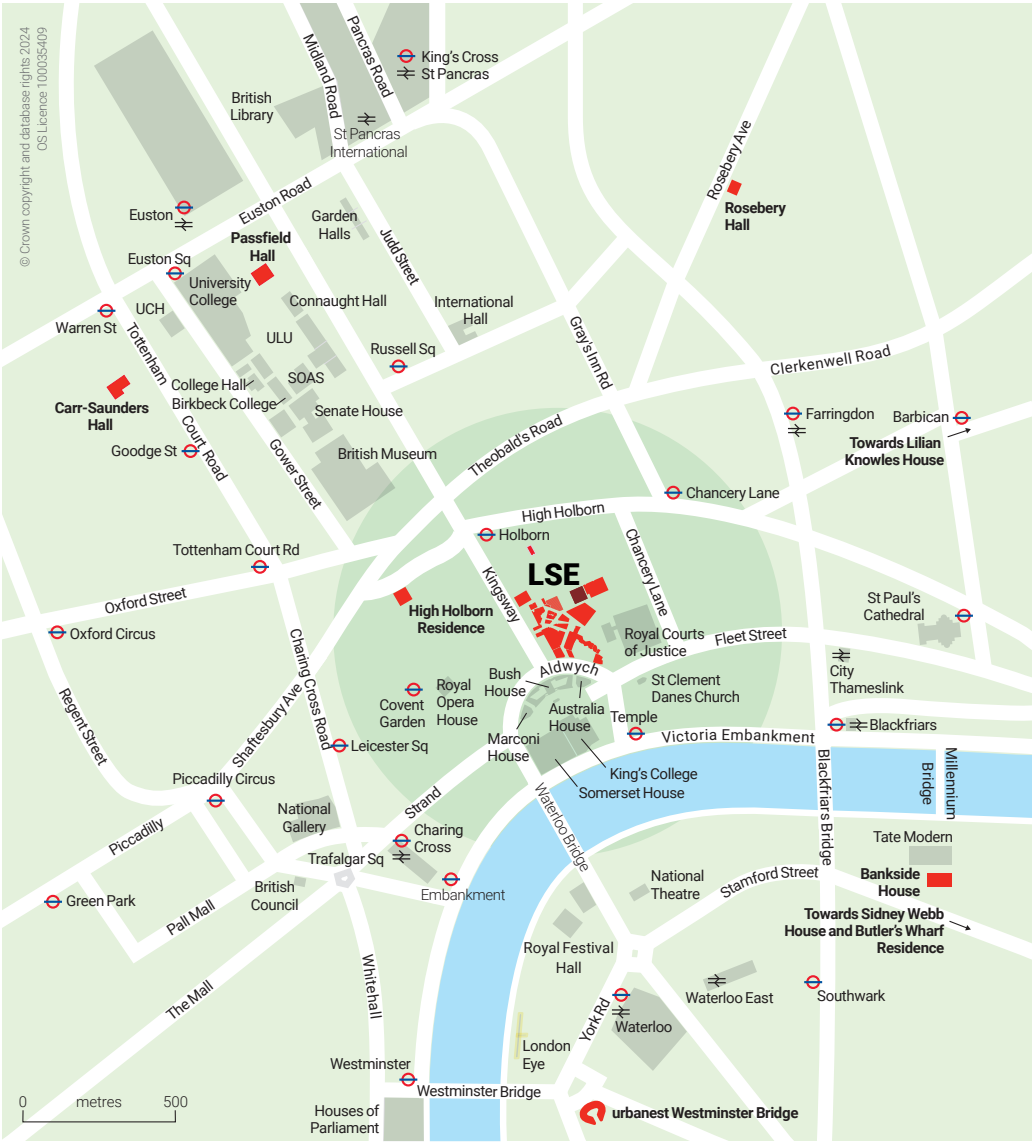 © Crown copyright and database rights 2024
OS Licence 100035409
Midland Road
Pancras Road
King's Cross
St Pancras
British
Library
St Pancras
International
Rosebery Ave
Rosebery
Hall
Euston Road
Euston
Garden
Halls
Passfield
Hall
Judd Street
Euston Sq
University
College
Connaught Hall
International
Hall
UCH
Warren St
Tottenham
Court
Road
ULU
Russell Sq
Gray's Inn Rd
Clerkenwell Road
College Hall
Birkbeck College
SOAS
Senate House
Carr-Saunders
Hall
Goodge St
Gower Street
British Museum
Theobald's Road
Farringdon
Barbican
Towards Lilian
Knowles House
Chancery Lane
High Holborn
Holborn
Chancery Lane
Tottenham Court Rd
LSE
Kingsway
Oxford Street
Oxford Circus
High Holborn
Residence
St Paul's
Cathedral
Royal Courts
of Justice
Fleet Street
Charing Cross Road
Aldwych
Bush
House
Royal
Opera
House
Covent
Garden
Australia
House
St Clement
Danes Church
City
Thameslink
Regent Street
Shaftesbury Ave
Temple
Blackfriars
Leicester Sq
Marconi
House
Victoria Embankment
King's College
Somerset House
Blackfriars Bridge
Millennium
Bridge
Piccadilly Circus
National
Gallery
Strand
Waterloo Bridge
Piccadilly
Charing
Cross
Trafalgar Sq
Tate Modern
Bankside
House
Green Park
British
Council
Embankment
National
Theatre
Stamford Street
Pall Mall
Towards Sidney Webb
House and Butler's Wharf
Residence
Royal Festival
Hall
The Mall
Whitehall
Waterloo East
Southwark
York Rd
Waterloo
London
Eye
Westminster
Westminster Bridge
0 metres 500
Houses of
Parliament
urbanest Westminster Bridge